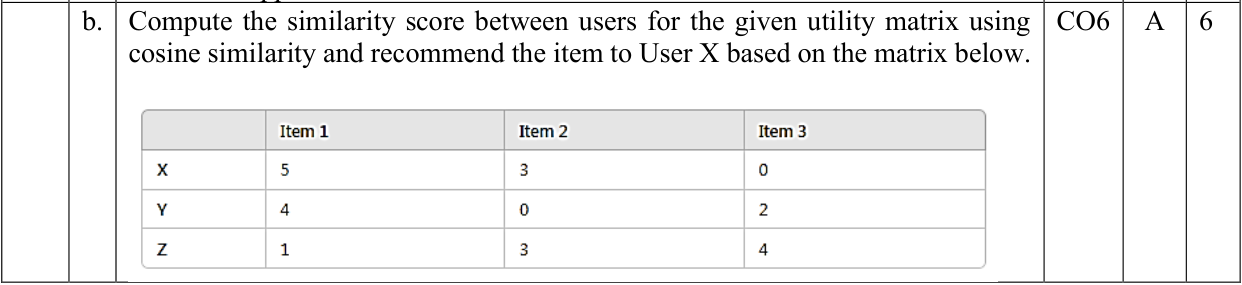 b. Compute the similarity score between users for the given utility matrix using CO6 A 6
cosine similarity and recommend the item to User X based on the matrix below.
Item 1 Item 2 Item 3
X 5 3 0
Y 4 0 2
Z 1 3 4